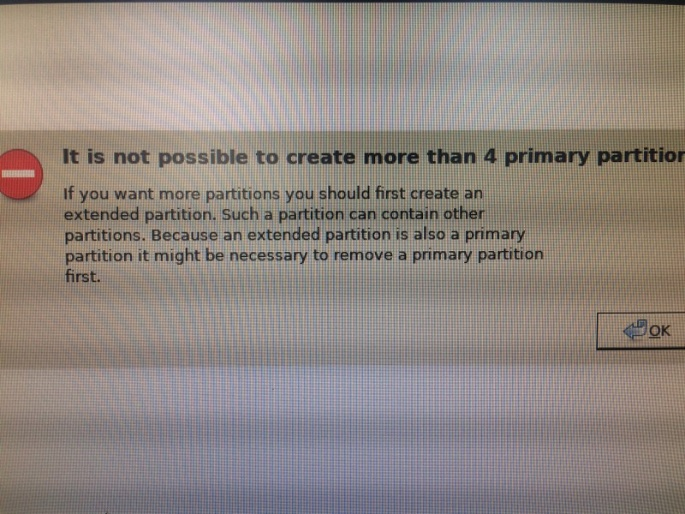 It is not possible to create more than 4 primary partition
If you want more partitions you should first create an
extended partition. Such a partition can contain other
partitions. Because an extended partition is also a primary
partition it might be necessary to remove a primary partition
first.
OK